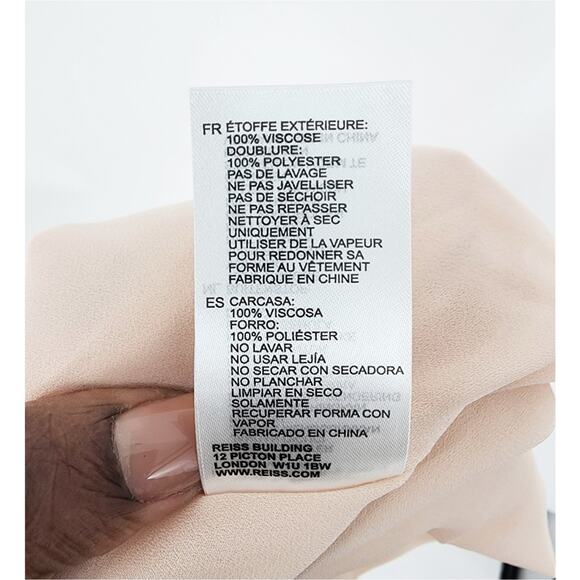 FR ÉTOFFE EXTÉRIEURE:
100% VISCOSE
DOUBLURE:
100% POLYESTER
PAS DE LAVAGE
NE PAS JAVELLISER
PAS DE SÉCHOIR
NE PAS REPASSER
NETTOYER À SEC
UNIQUEMENT
UTILISER DE LA VAPEUR
POUR REDONNER SA
FORME AU VÊTEMENT
FABRIQUE EN CHINE
ES CARCASA:
100% VISCOSA
FORRO:
100% POLIÉSTER
NO LAVAR
NO USAR LEJÍA
NO SECAR CON SECADORA
NO PLANCHAR
LIMPIAR EN SECO
SOLAMENTE
RECUPERAR FORMA CON
VAPOR
FABRICADO EN CHINA
REISS BUILDING
12 PICTON PLACE
LONDON W1U 1BW
WWW.REISS.COM